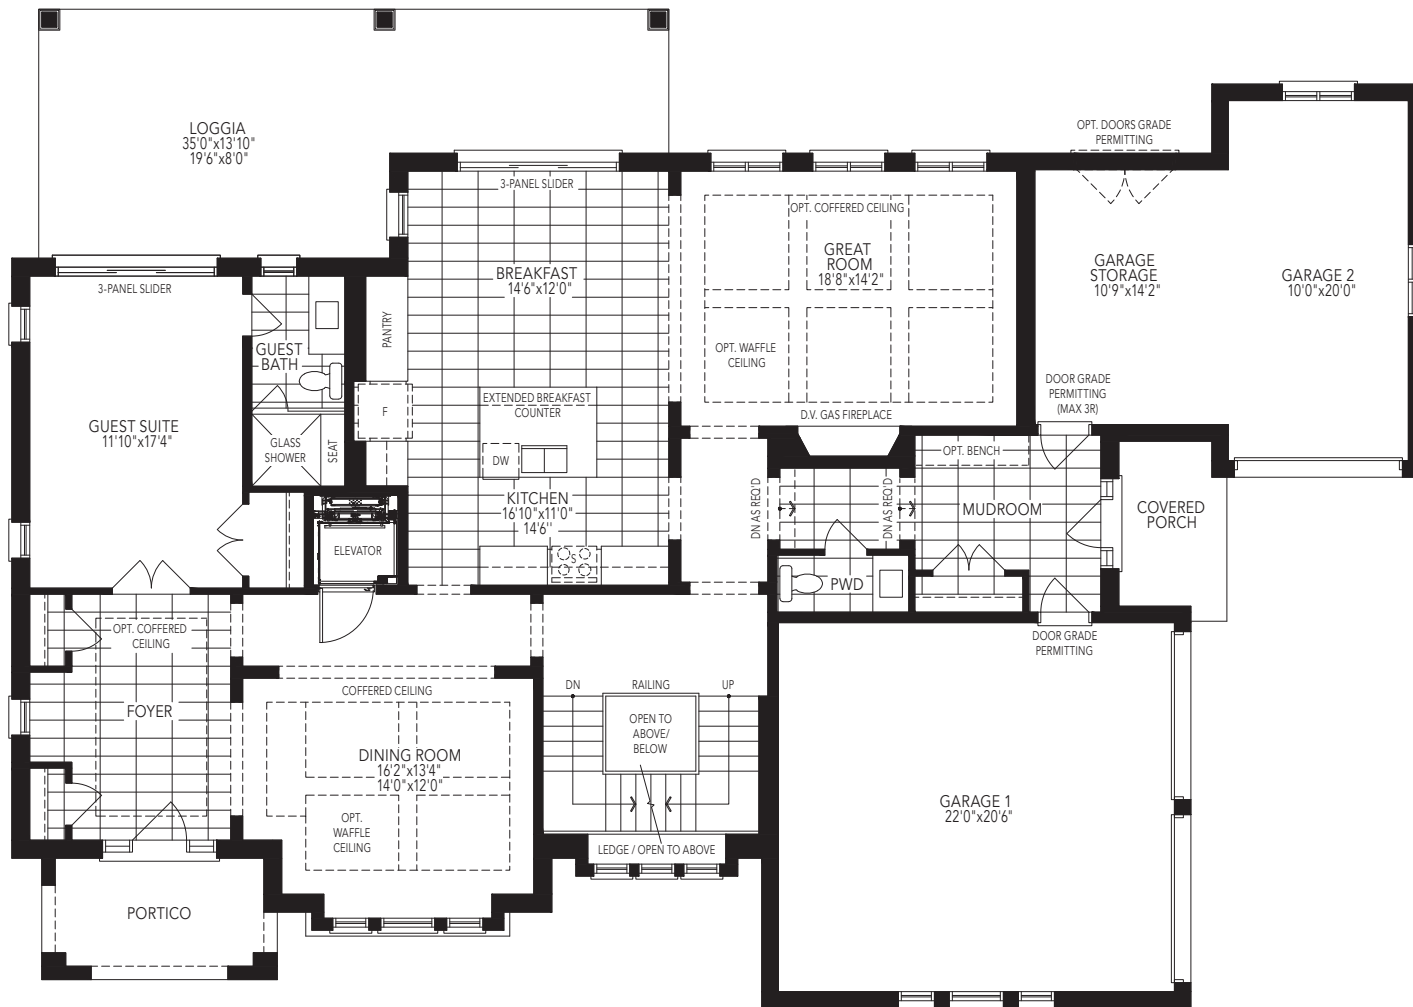 LOGGIA
35'0"x13'10"
19'6"x8'0"
OPT. DOORS GRADE
PERMITTING
3-PANEL SLIDER
OPT. COFFERED CEILING
GREAT
ROOM
18'8"x14'2"
BREAKFAST
14'6"x12'0"
GARAGE
STORAGE
10'9"x14'2"
GARAGE 2
10'0"x20'0"
3-PANEL SLIDER
PANTRY
GUEST
BATH
OPT. WAFFLE
CEILING
DOOR GRADE
PERMITTING
(MAX 3R)
EXTENDED BREAKFAST
COUNTER
F
D.V. GAS FIREPLACE
GUEST SUITE
11'10"x17'4"
GLASS
SHOWER
SEAT
DW
OPT. BENCH
KITCHEN
16'10"x11'0"
14'6"
DN AS REQ'D
DN AS REQ'D
MUDROOM
COVERED
PORCH
ELEVATOR
S
PWD
OPT. COFFERED
CEILING
DOOR GRADE
PERMITTING
COFFERED CEILING
DN
RAILING
UP
FOYER
OPEN TO
ABOVE/
BELOW
DINING ROOM
16'2"x13'4"
14'0"x12'0"
GARAGE 1
22'0"x20'6"
OPT.
WAFFLE
CEILING
LEDGE / OPEN TO ABOVE
PORTICO